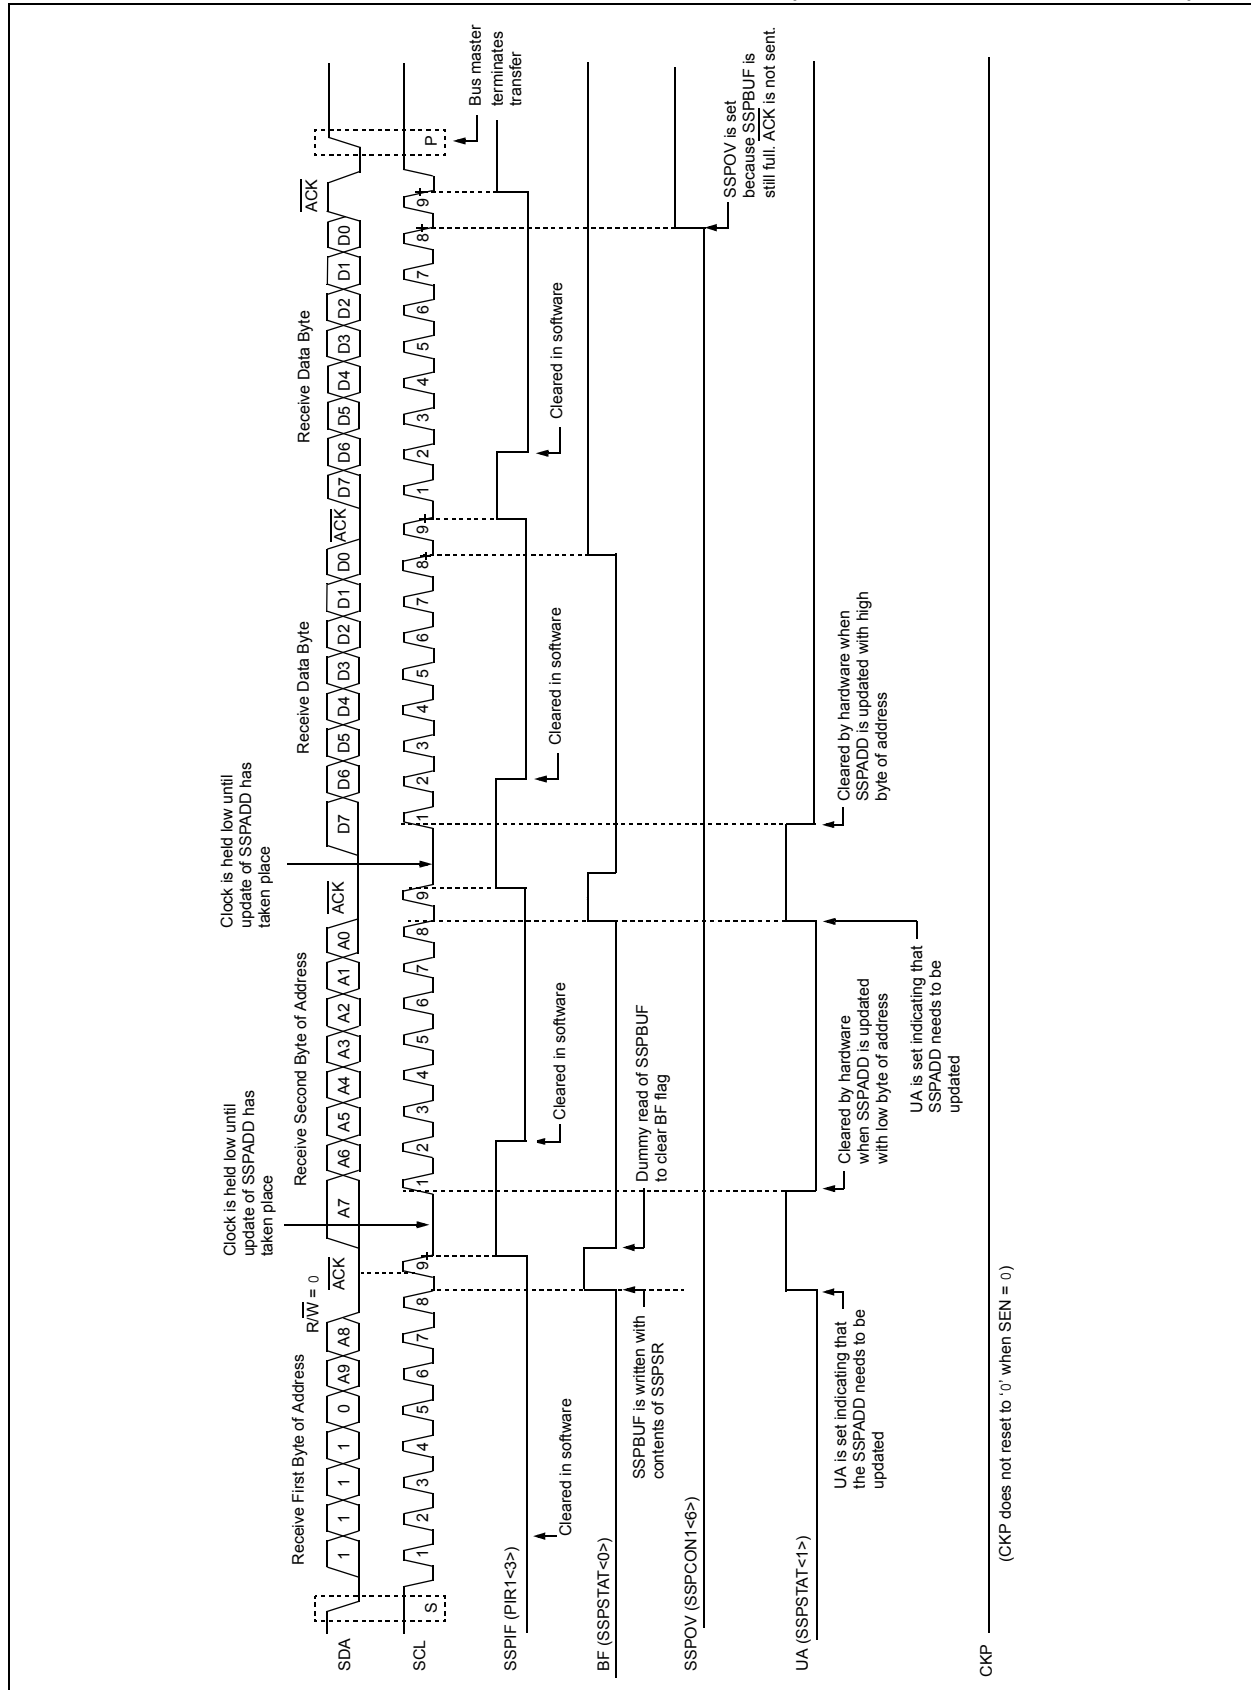 Clock is held low until
update of SSPADD has
taken place
Clock is held low until
update of SSPADD has
taken place
Receive First Byte of Address
R/W = 0
Receive Second Byte of Address
Receive Data Byte
Receive Data Byte
ACK
ACK
ACK
ACK
SDA
1 1 1 1 0 A9 A8
A7 A6 A5 A4 A3 A2 A1 A0
D7 D6 D5 D4 D3 D2 D1 D0
D7 D6 D5 D4 D3 D2 D1 D0
SCL
S
1 2 3 4 5 6 7 8 9
1 2 3 4 5 6 7 8 9
1 2 3 4 5 6 7 8 9
1 2 3 4 5 6 7 8 9
P
Bus master
terminates
transfer
SSPIF (PIR1<3>)
Cleared in software
Cleared in software
Cleared in software
Cleared in software
BF (SSPSTAT<0>)
SSPBUF is written with
contents of SSPSR
Dummy read of SSPBUF
to clear BF flag
SSPOV (SSPCON1<6>)
SSPOV is set
because SSPBUF is
still full. ACK is not sent.
UA (SSPSTAT<1>)
UA is set indicating that
the SSPADD needs to be
updated
Cleared by hardware
when SSPADD is updated
with low byte of address
UA is set indicating that
SSPADD needs to be
updated
Cleared by hardware when
SSPADD is updated with high
byte of address
CKP
(CKP does not reset to ‘0’ when SEN = 0)